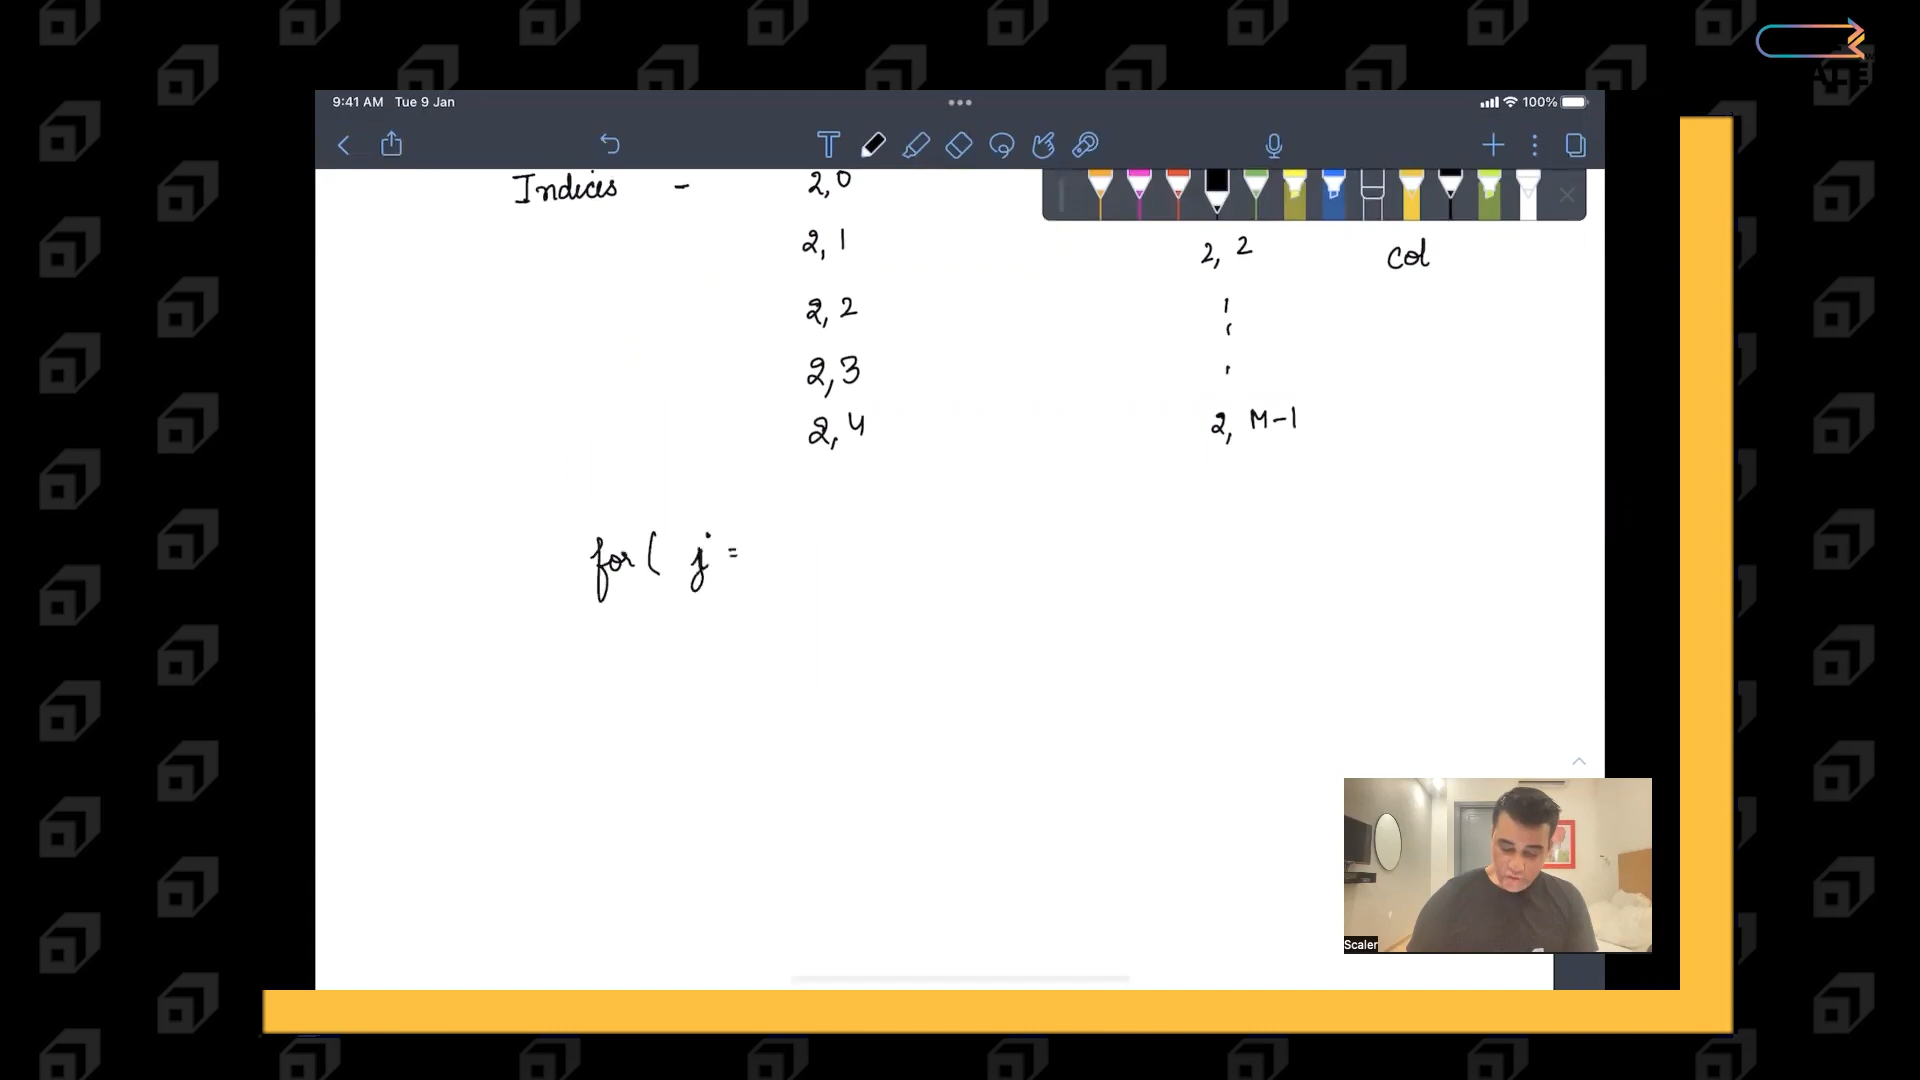 9:41 AM Tue 9 Jan
100%
Indices - 2,0
2, 1
2, 2 col
2, 2
2,3
2,4
2, M-1
for( j =
Scaler